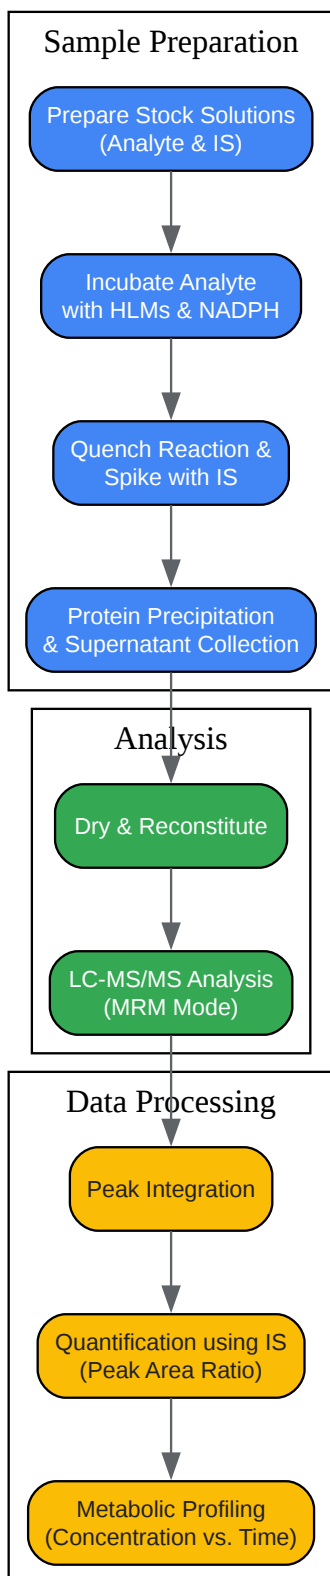 Sample Preparation
Prepare Stock Solutions
(Analyte & IS)
Incubate Analyte
with HLMs & NADPH
Quench Reaction &
Spike with IS
Protein Precipitation
& Supernatant Collection
Analysis
Dry & Reconstitute
LC-MS/MS Analysis
(MRM Mode)
Data Processing
Peak Integration
Quantification using IS
(Peak Area Ratio)
Metabolic Profiling
(Concentration vs. Time)